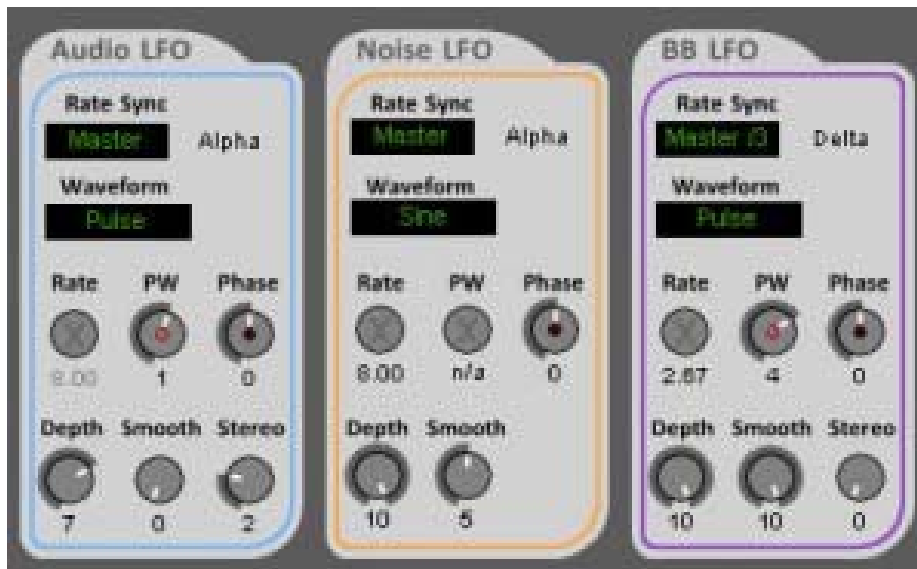 Audio LFO
Rate Sync
Master Alpha
Waveform
Pulse
Rate PW Phase
8.00 1 0
Depth Smooth Stereo
7 0 2
Noise LFO
Rate Sync
Master Alpha
Waveform
Sine
Rate PW Phase
8.00 n/a 0
Depth Smooth
10 5
BB LFO
Rate Sync
Master /3 Delta
Waveform
Pulse
Rate PW Phase
2.67 4 0
Depth Smooth Stereo
10 10 0